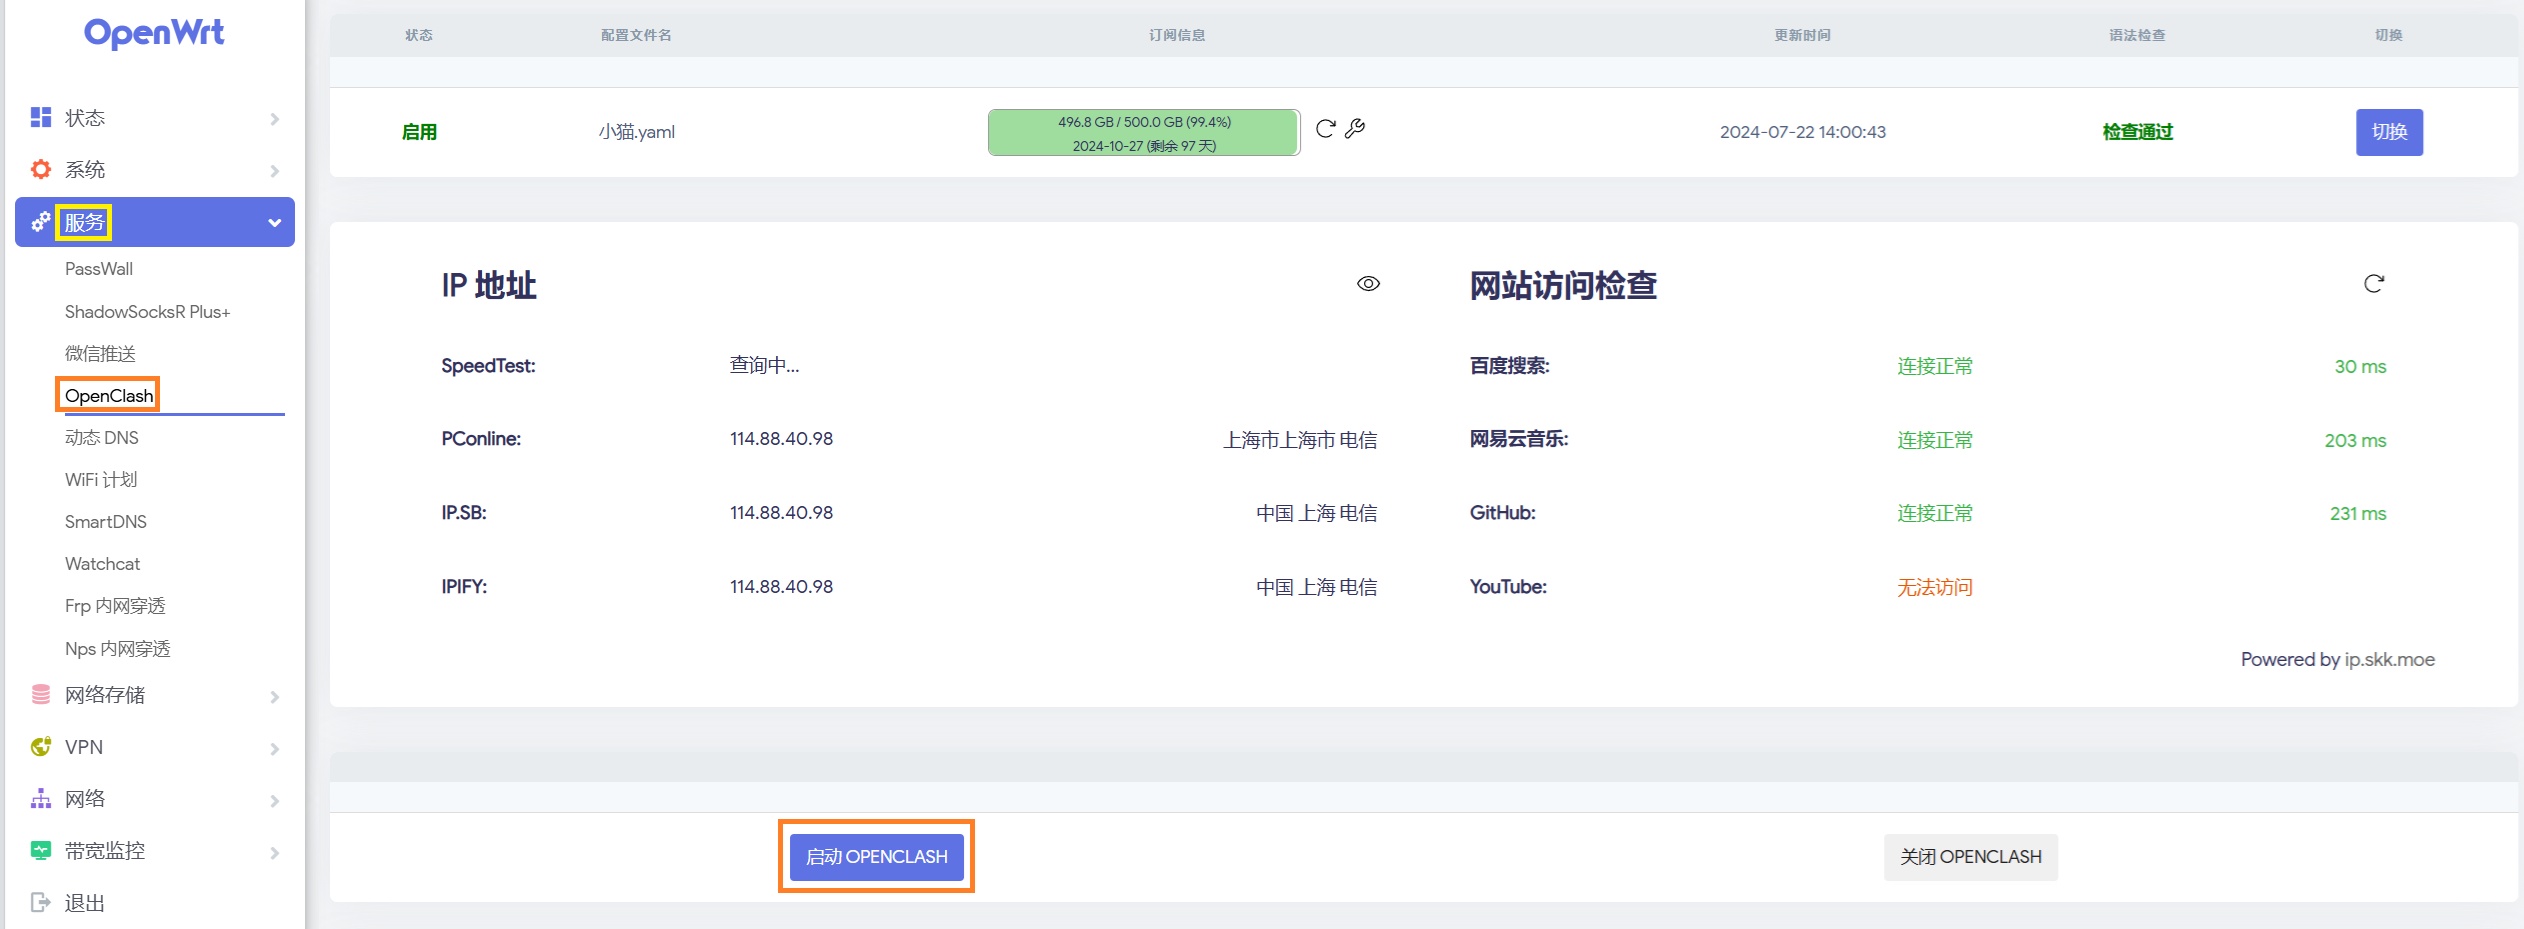 OpenWrt
状态
系统
服务
PassWall
ShadowSocksR Plus+
微信推送
OpenClash
动态 DNS
WiFi 计划
SmartDNS
Watchcat
Frp 内网穿透
Nps 内网穿透
网络存储
VPN
网络
带宽监控
退出
状态 配置文件名 订阅信息 更新时间 语法检查 切换
启用 小猫.yaml 496.8 GB / 500.0 GB (99.4%) 2024-07-22 14:00:43 检查通过 切换
2024-10-27 (剩余 97 天)
IP 地址
SpeedTest: 查询中...
PConline: 114.88.40.98 上海市上海市 电信
IP.SB: 114.88.40.98 中国 上海 电信
IPIFY: 114.88.40.98 中国 上海 电信
网站访问检查
百度搜索: 连接正常 30 ms
网易云音乐: 连接正常 203 ms
GitHub: 连接正常 231 ms
YouTube: 无法访问
Powered by ip.skk.moe
启动 OPENCLASH 关闭 OPENCLASH